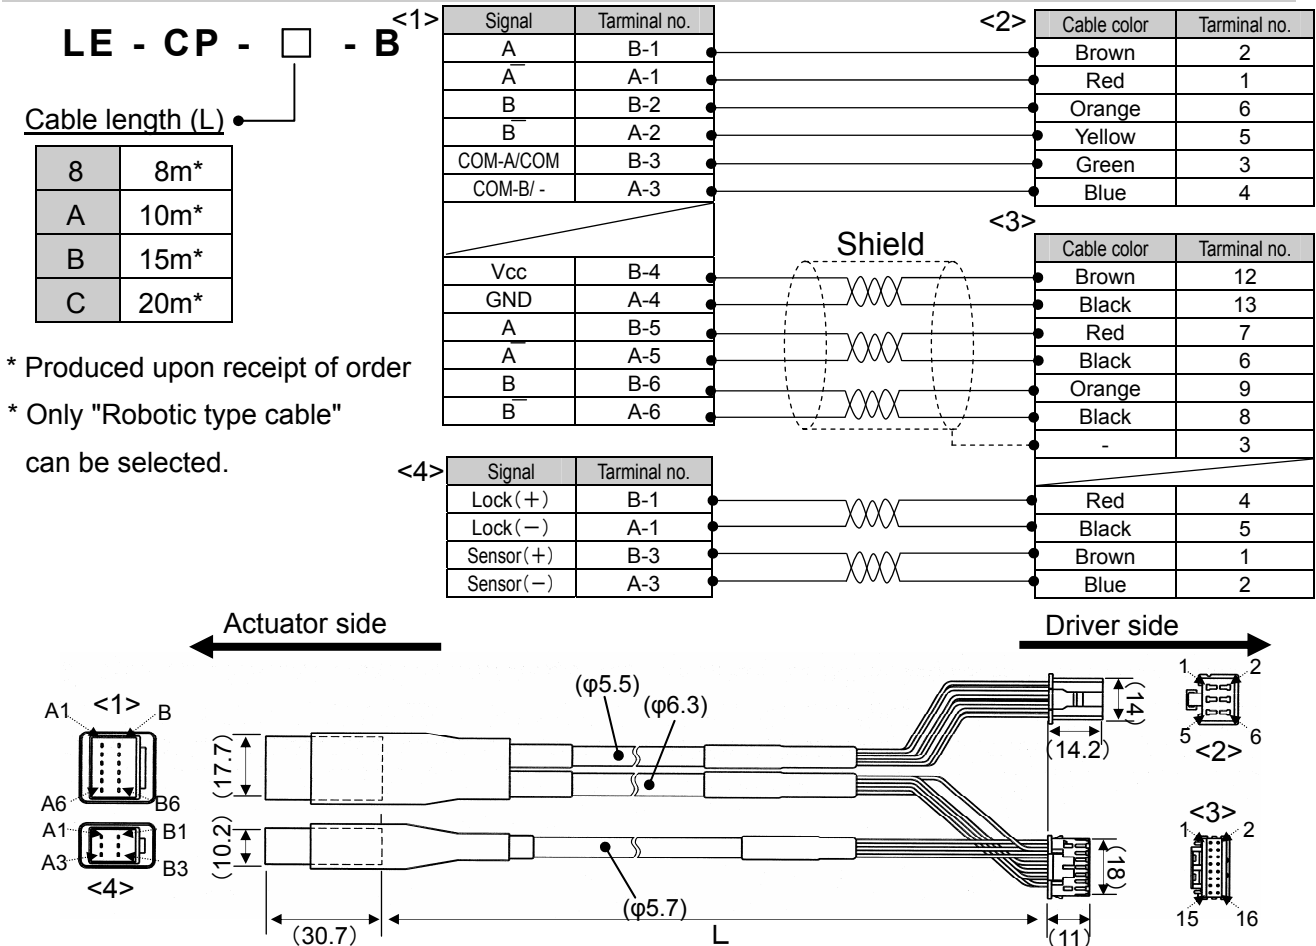 LE - CP - □ - B
Cable length (L)
8 8m*
A 10m*
B 15m*
C 20m*
* Produced upon receipt of order
* Only "Robotic type cable"
can be selected.
<1>
Signal Tarminal no.
A B-1
A̅ A-1
B B-2
B̅ A-2
COM-A/COM B-3
COM-B/ - A-3
Vcc B-4
GND A-4
A B-5
A̅ A-5
B B-6
B̅ A-6
Shield
<2>
Cable color Tarminal no.
Brown 2
Red 1
Orange 6
Yellow 5
Green 3
Blue 4
<3>
Cable color Tarminal no.
Brown 12
Black 13
Red 7
Black 6
Orange 9
Black 8
- 3
Red 4
Black 5
Brown 1
Blue 2
<4>
Signal Tarminal no.
Lock(+) B-1
Lock(−) A-1
Sensor(+) B-3
Sensor(−) A-3
Actuator side
Driver side
A1 <1> B
A6 B6
A1 B1
A3 B3
<4>
(17.7)
(10.2)
(30.7)
(φ5.5)
(φ6.3)
(φ5.7)
L
(14)
(14.2)
(18)
(11)
1 2
5 6
<2>
<3>
1 2
15 16